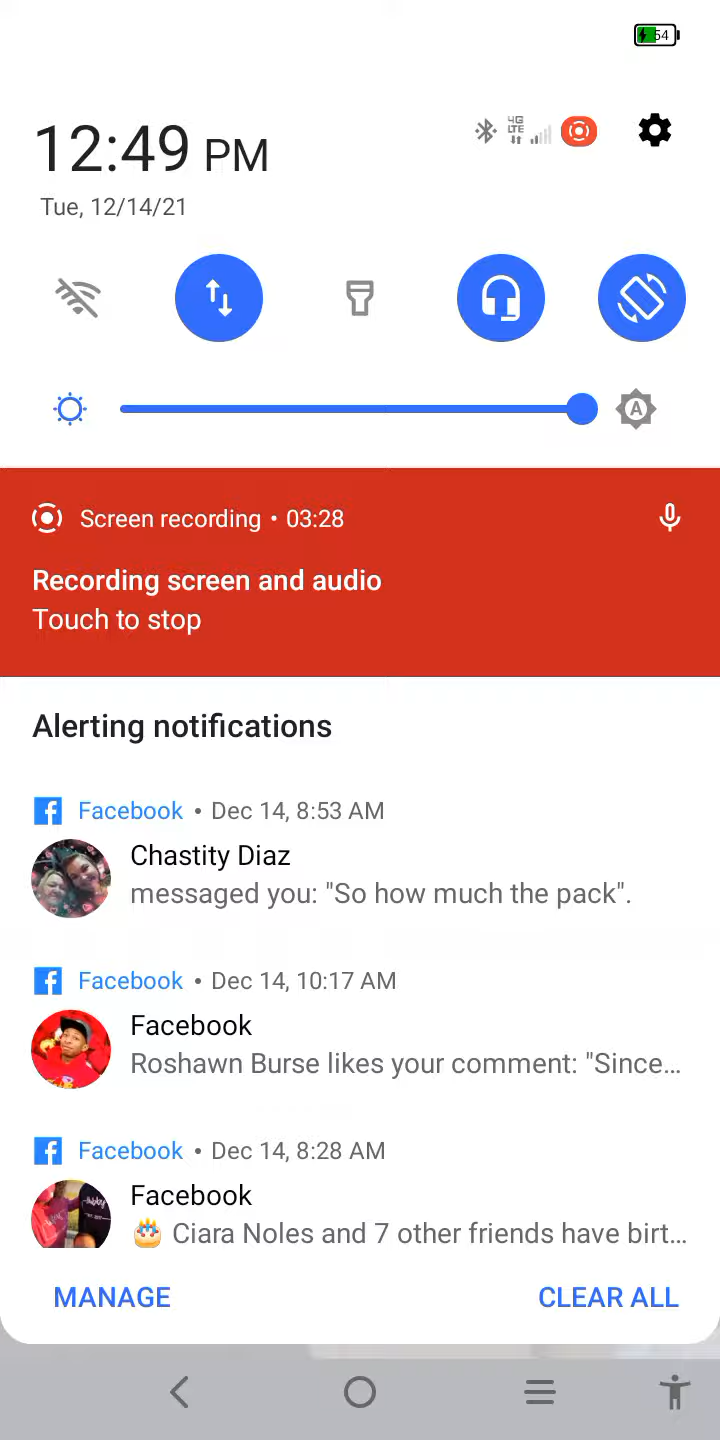 54
12:49 PM
4G
LTE
Tue, 12/14/21
A
Screen recording • 03:28
Recording screen and audio
Touch to stop
Alerting notifications
Facebook • Dec 14, 8:53 AM
Chastity Diaz
messaged you: "So how much the pack".
Facebook • Dec 14, 10:17 AM
Facebook
Roshawn Burse likes your comment: "Since…
Facebook • Dec 14, 8:28 AM
Facebook
🎂 Ciara Noles and 7 other friends have birt…
MANAGE
CLEAR ALL